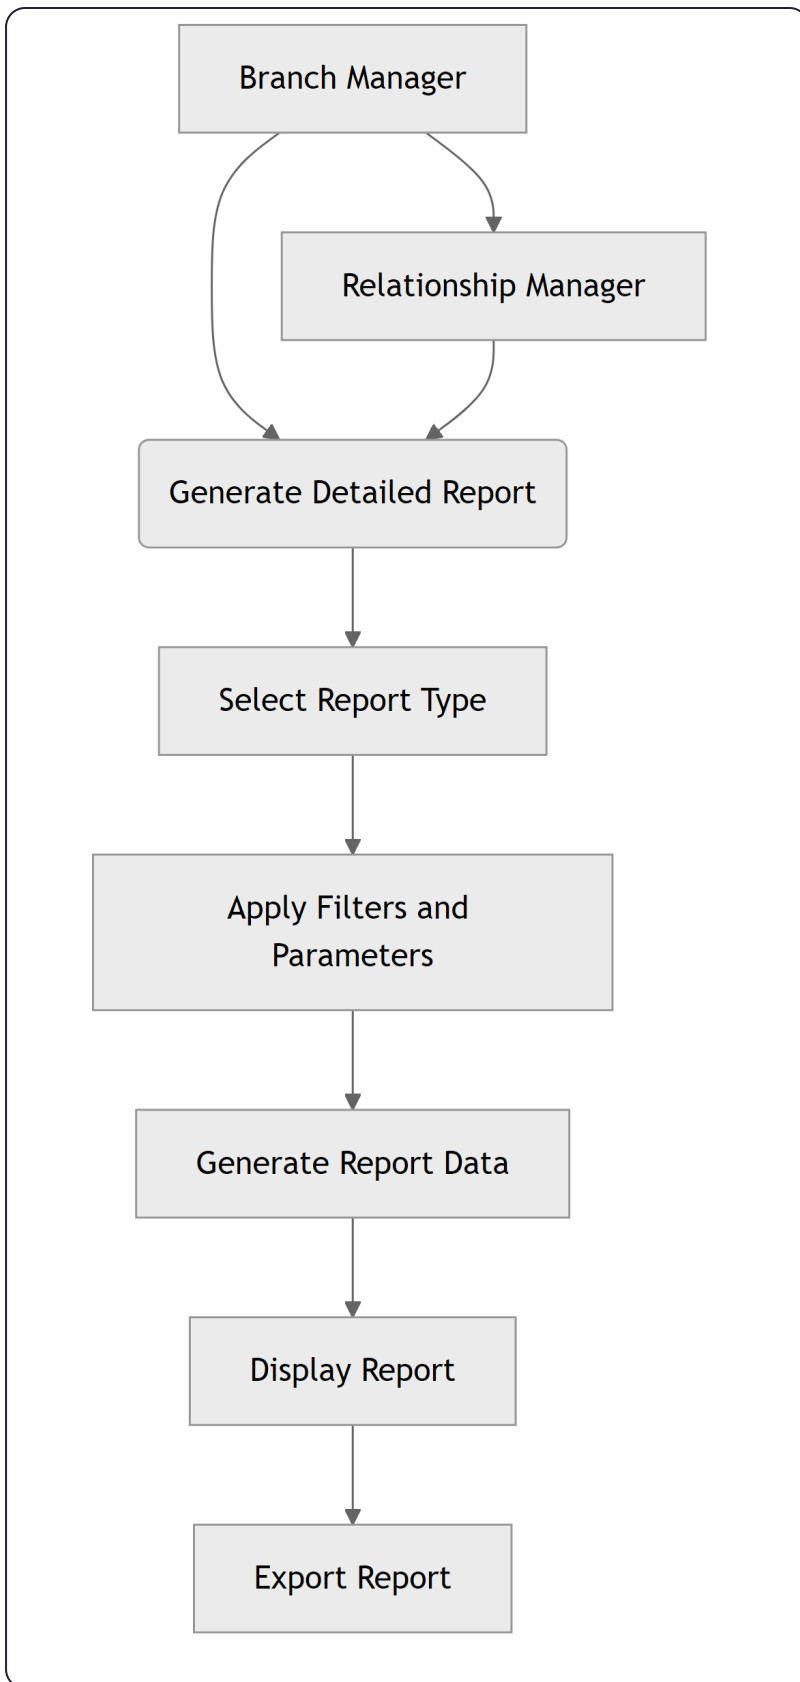 Branch Manager
Relationship Manager
Generate Detailed Report
Select Report Type
Apply Filters and
Parameters
Generate Report Data
Display Report
Export Report